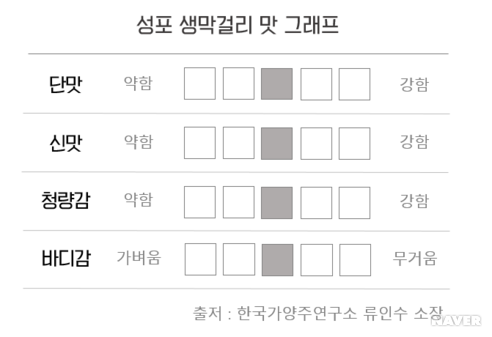 성포 생막걸리 맛 그래프
단맛 약함 강함
신맛 약함 강함
청량감 약함 강함
바디감 가벼움 무거움
출저 : 한국가양주연구소 류인수 소장
NAVER